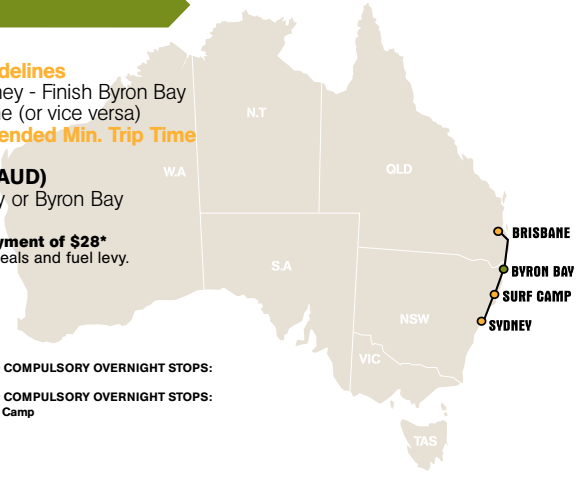 delines
ney - Finish Byron Bay
ne (or vice versa)
ended Min. Trip Time
AUD)
y or Byron Bay
yment of $28*
eals and fuel levy.
COMPULSORY OVERNIGHT STOPS:
COMPULSORY OVERNIGHT STOPS:
Camp
N.T
W.A
QLD
S.A
NSW
VIC
TAS
BRISBANE
BYRON BAY
SURF CAMP
SYDNEY